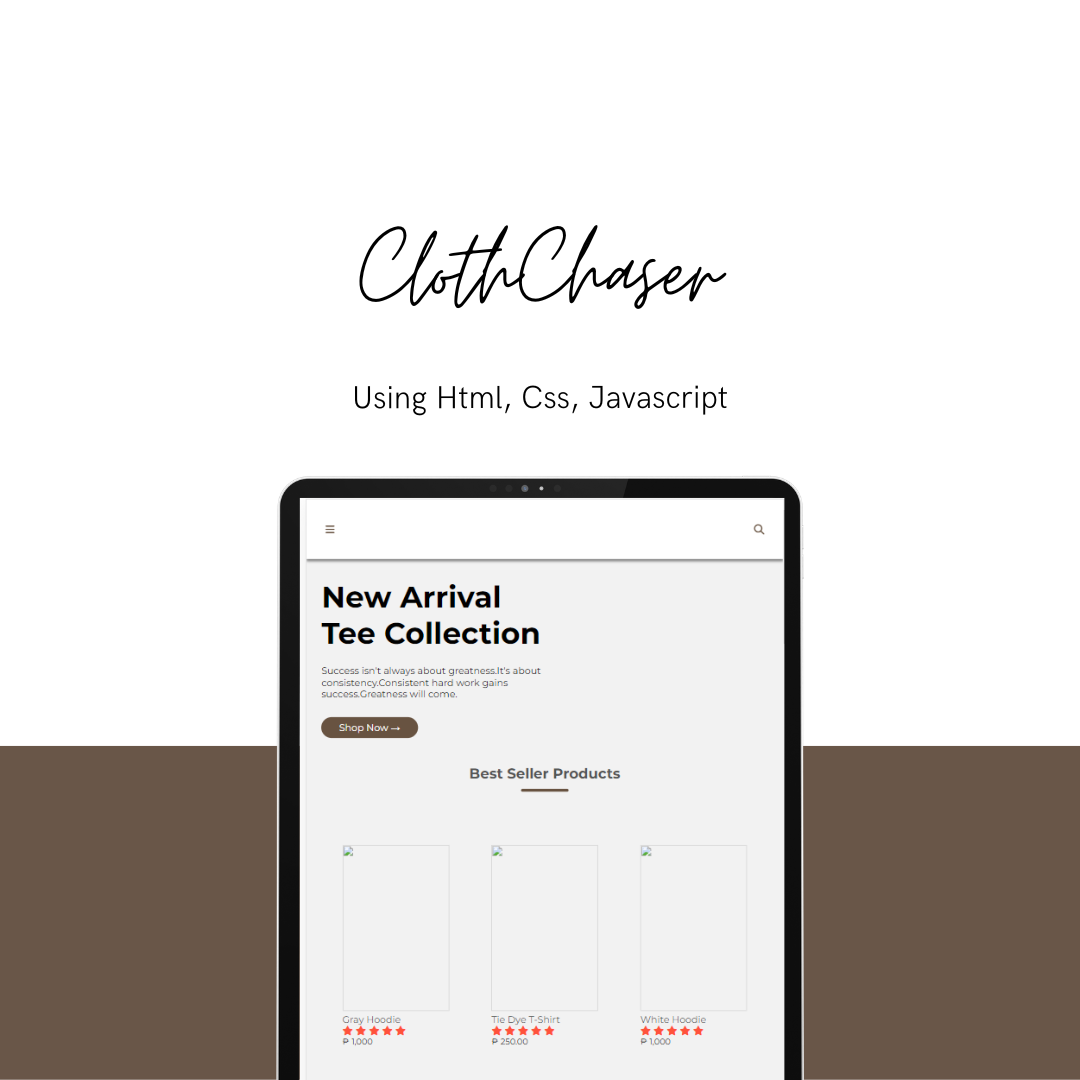 ClothChaser
Using Html, Css, Javascript
New Arrival
Tee Collection
Success isn't always about greatness.It's about
consistency.Consistent hard work gains
success.Greatness will come.
Shop Now →
Best Seller Products
Gray Hoodie
₱ 1,000
Tie Dye T-Shirt
₱ 250.00
White Hoodie
₱ 1,000